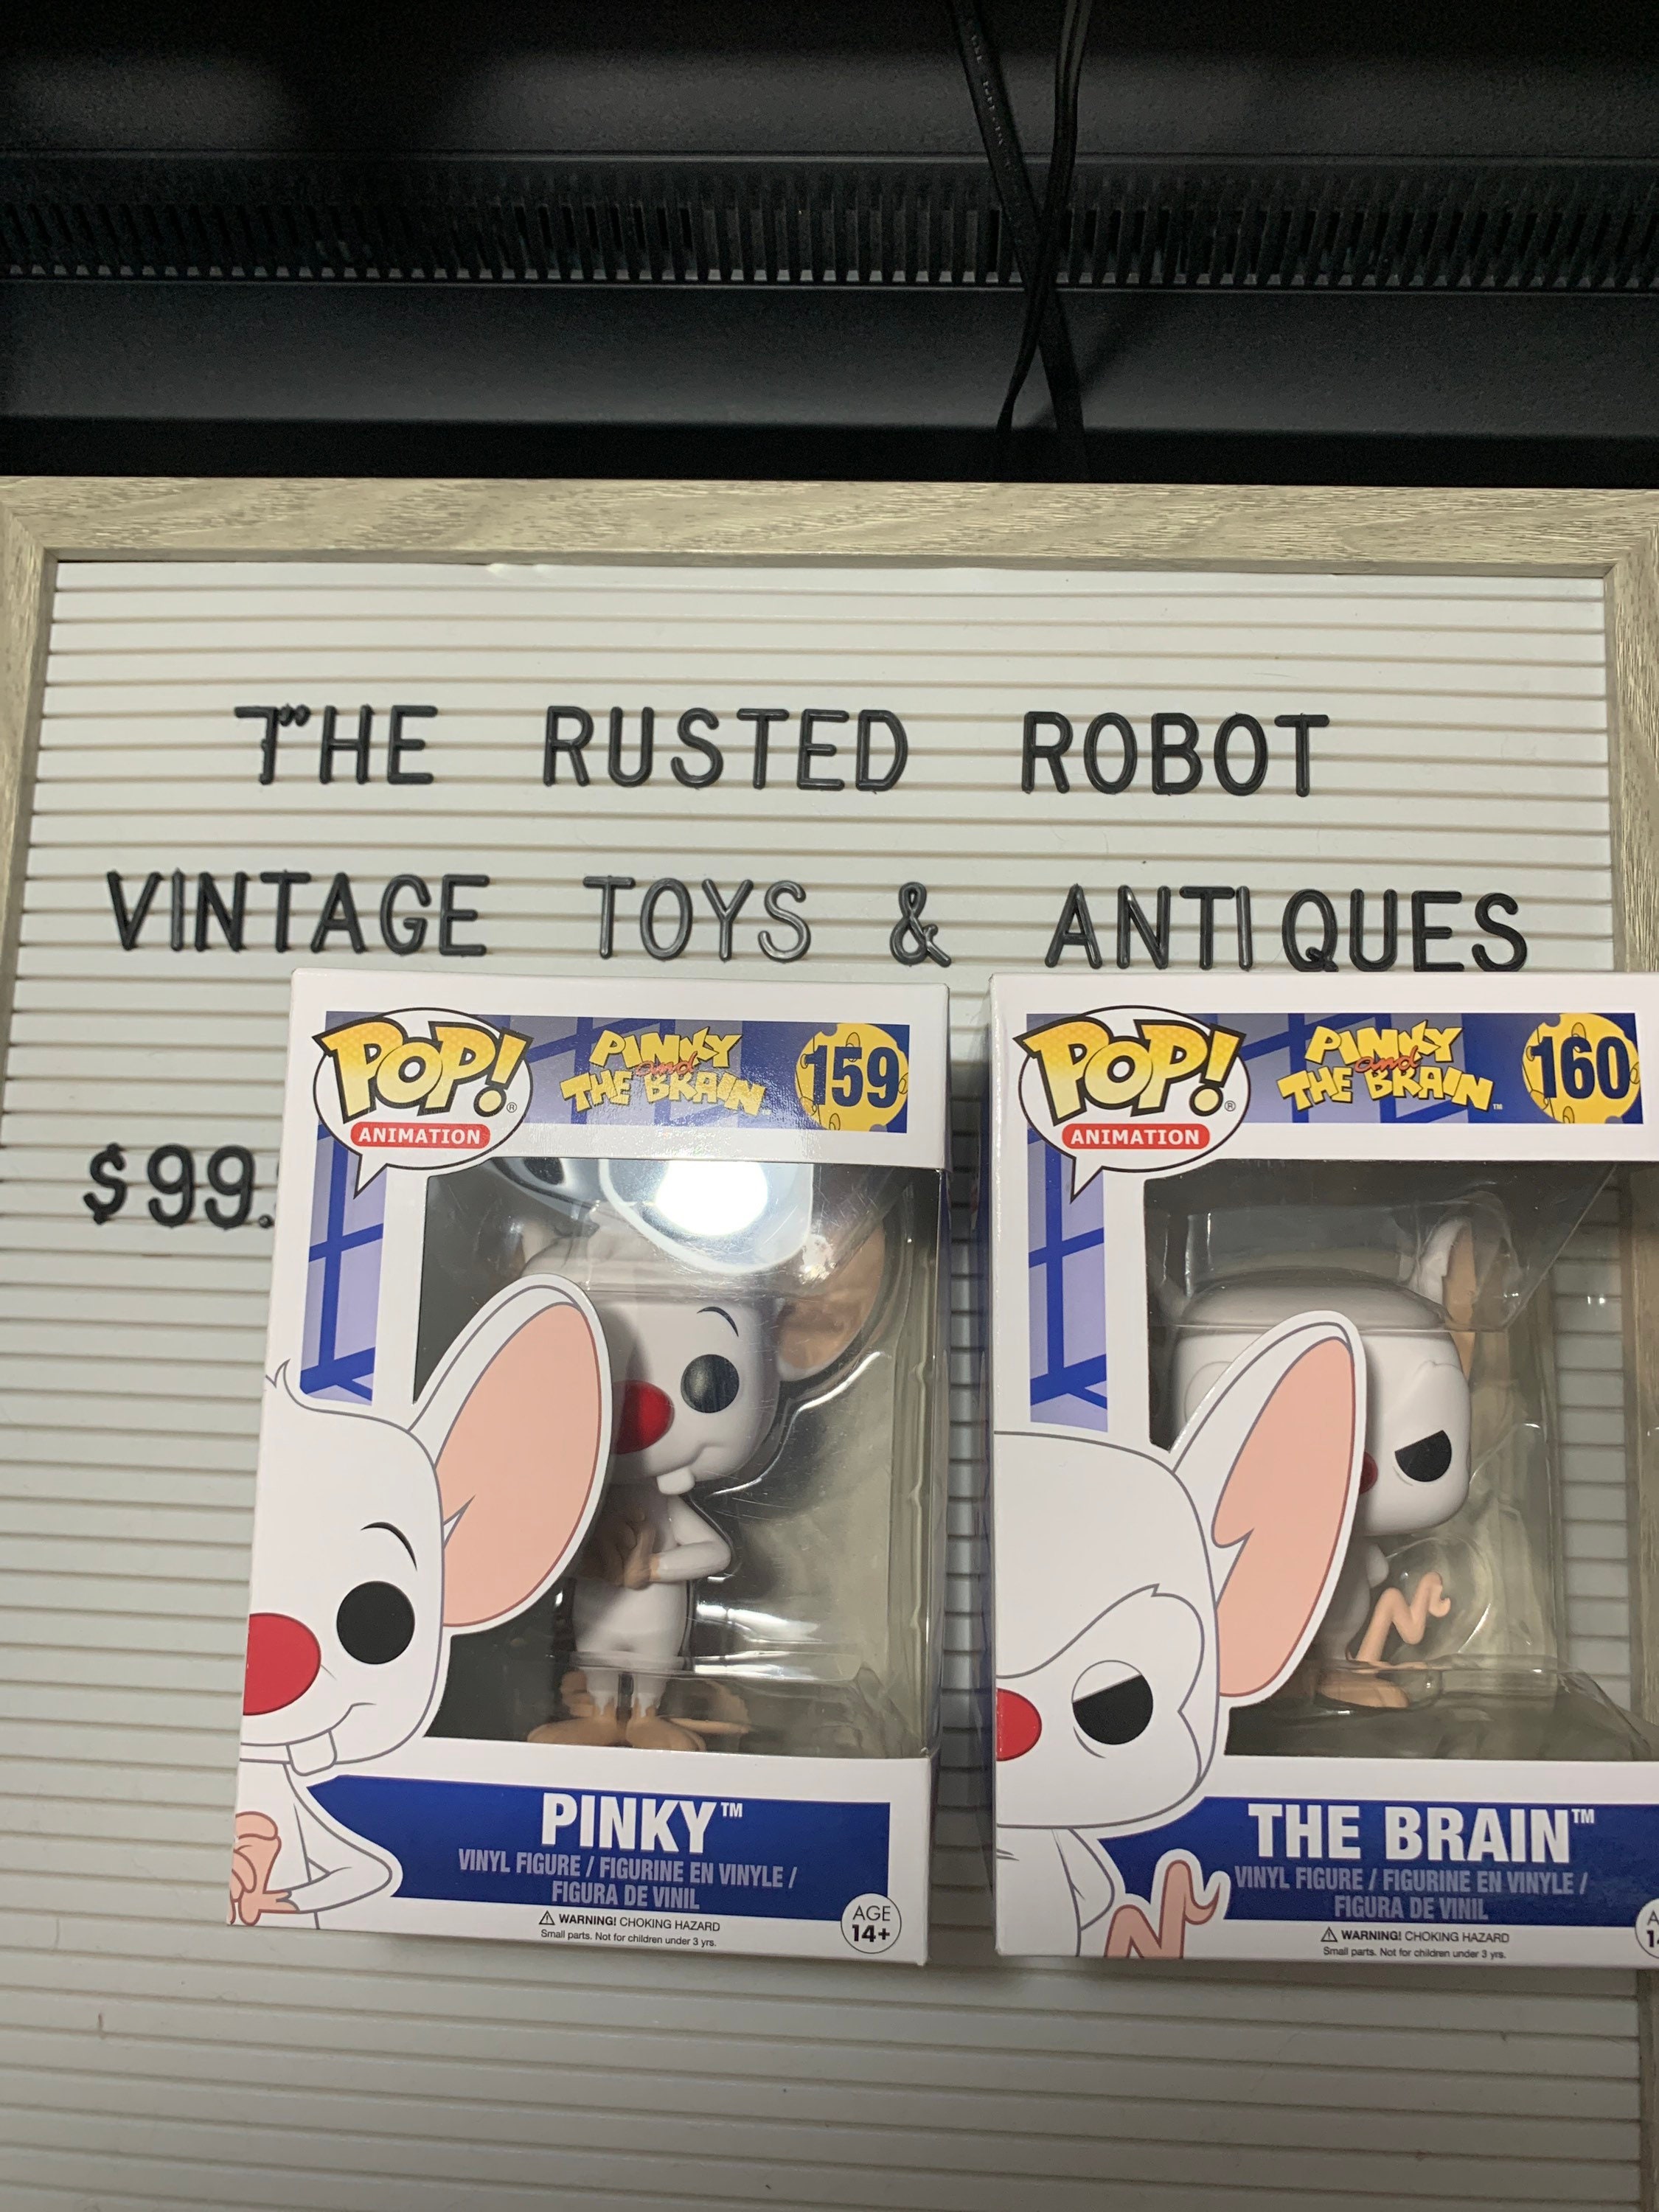 THE RUSTED ROBOT
VINTAGE TOYS & ANTIQUES
$99.
POP!®
ANIMATION
PINKY
and
THE BRAIN™
159
PINKY™
VINYL FIGURE / FIGURINE EN VINYLE /
FIGURA DE VINIL
WARNING! CHOKING HAZARD
Small parts. Not for children under 3 yrs.
AGE
14+
POP!®
ANIMATION
PINKY
and
THE BRAIN™
160
THE BRAIN™
VINYL FIGURE / FIGURINE EN VINYLE /
FIGURA DE VINIL
WARNING! CHOKING HAZARD
Small parts. Not for children under 3 yrs.